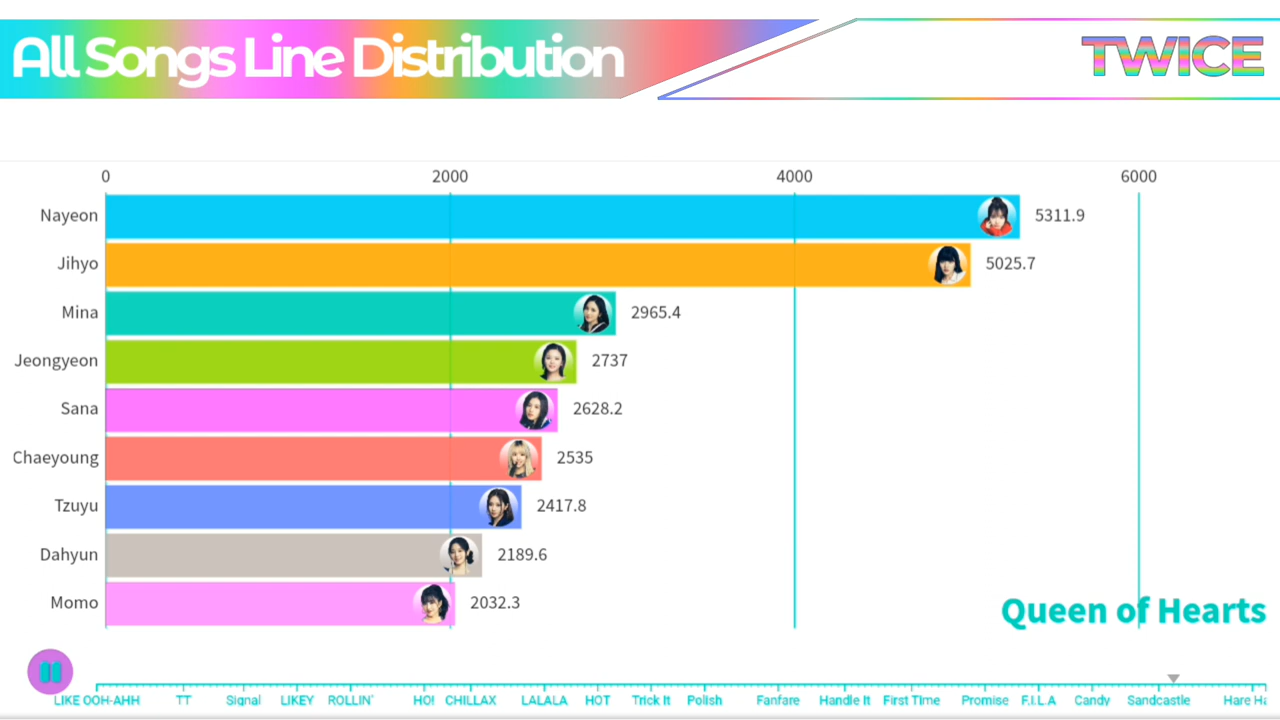 All Songs Line Distribution
TWICE
0 2000 4000 6000
Nayeon 5311.9
Jihyo 5025.7
Mina 2965.4
Jeongyeon 2737
Sana 2628.2
Chaeyoung 2535
Tzuyu 2417.8
Dahyun 2189.6
Momo 2032.3
Queen of Hearts
LIKE OOH-AHH TT Signal LIKEY ROLLIN' HO! CHILLAX LALALA HOT Trick It Polish Fanfare Handle It First Time Promise F.I.L.A Candy Sandcastle Hare Ha